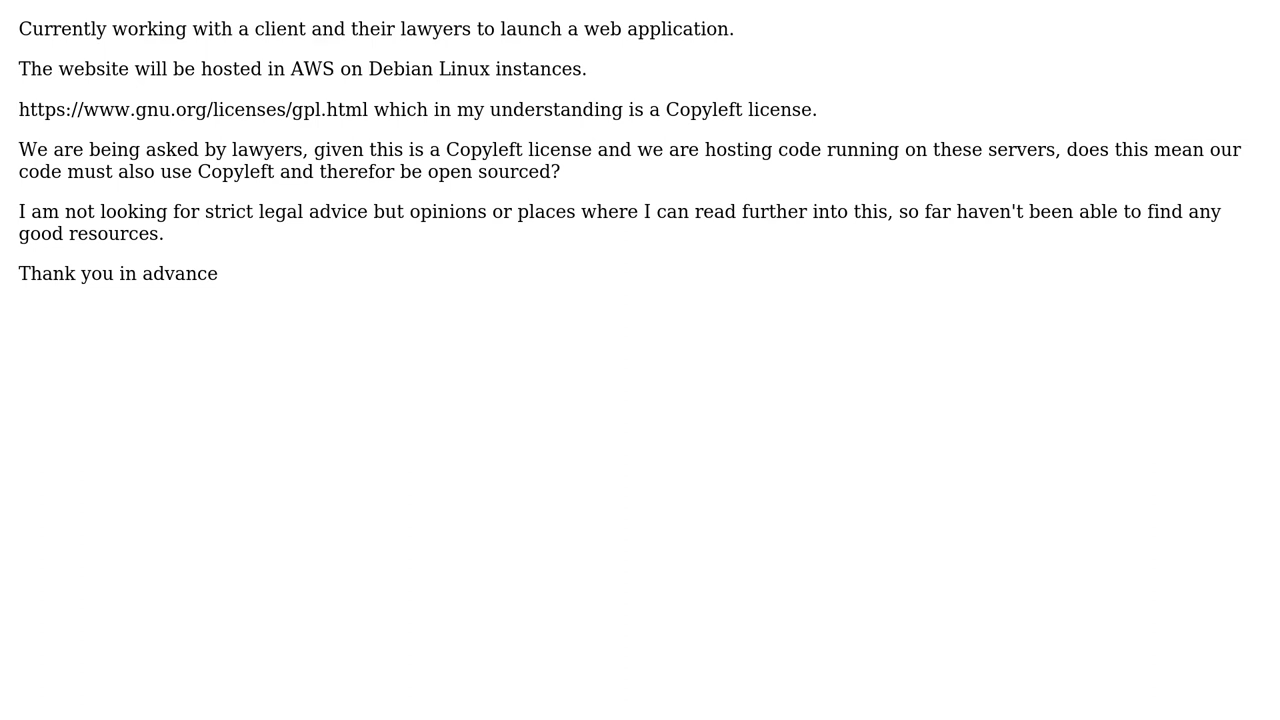 Currently working with a client and their lawyers to launch a web application.
The website will be hosted in AWS on Debian Linux instances.
https://www.gnu.org/licenses/gpl.html which in my understanding is a Copyleft license.
We are being asked by lawyers, given this is a Copyleft license and we are hosting code running on these servers, does this mean our
code must also use Copyleft and therefor be open sourced?
I am not looking for strict legal advice but opinions or places where I can read further into this, so far haven't been able to find any
good resources.
Thank you in advance